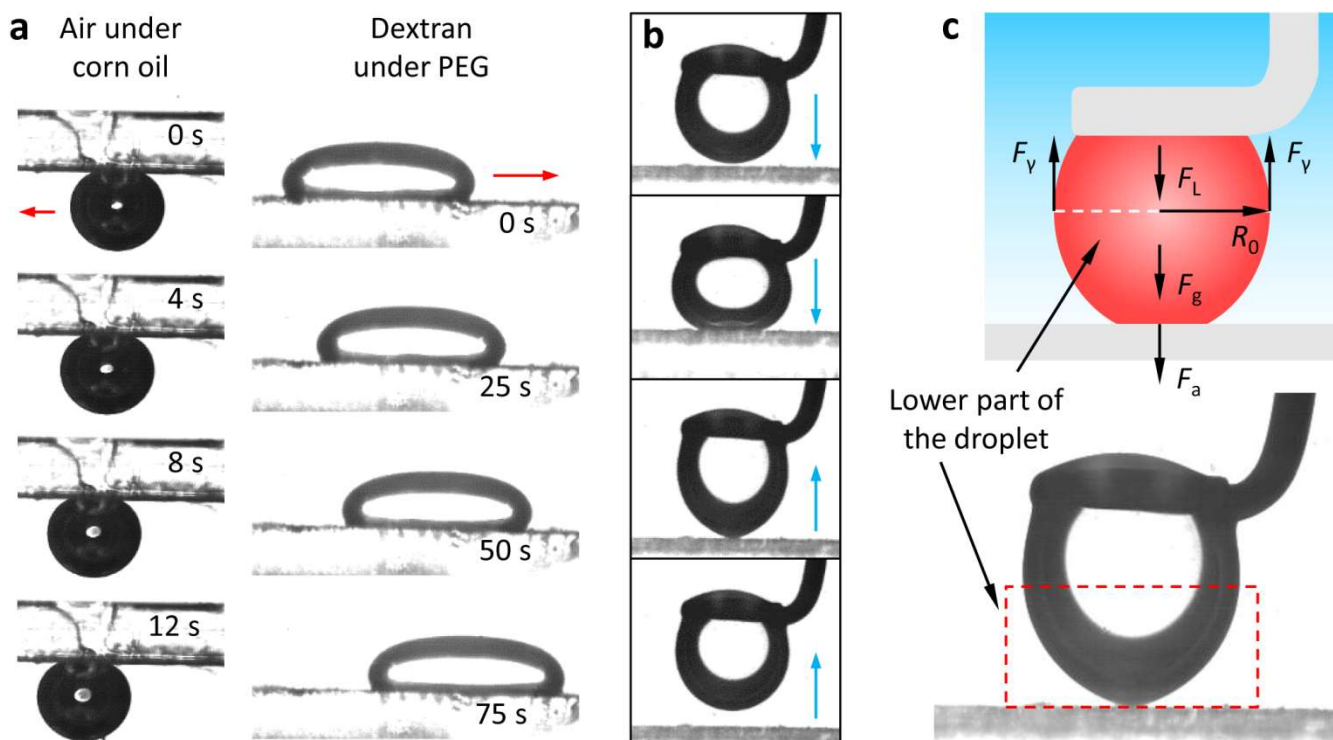 a
Air under
corn oil
Dextran
under PEG
0 s
4 s
8 s
12 s
0 s
25 s
50 s
75 s
b
c
Fγ
Fγ
FL
R0
Fg
Fa
Lower part of
the droplet